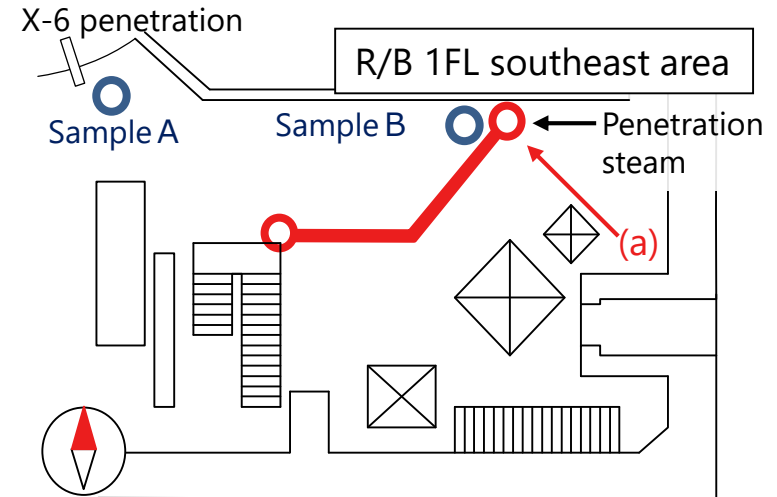 X-6 penetration
R/B 1FL southeast area
Sample A
Sample B
Penetration
steam
(a)